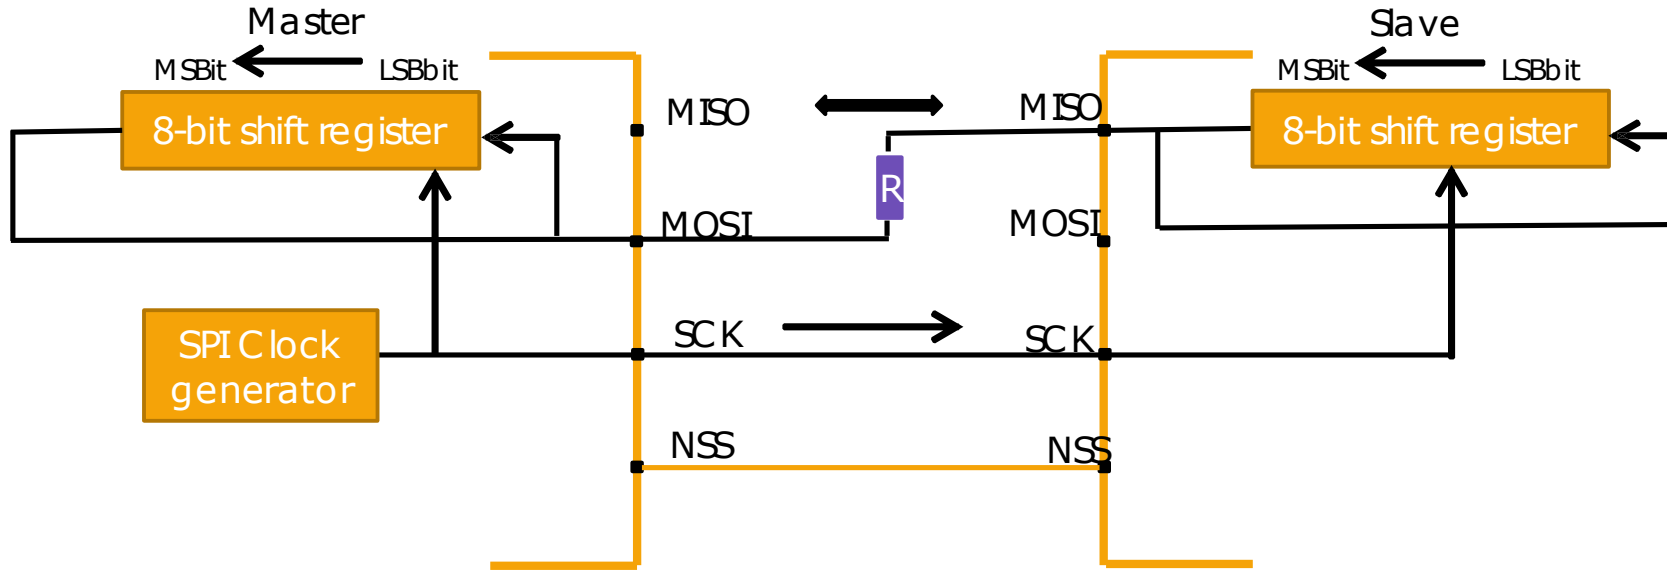 Master
Slave
MSBit
LSBbit
MSBit
LSBbit
8-bit shift register
MISO
MISO
8-bit shift register
R
MOSI
MOSI
SPI Clock
generator
SCK
SCK
NSS
NSS